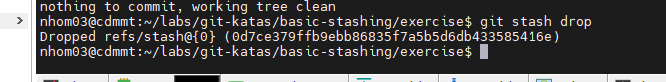 nothing to commit, working tree clean
nhom03@cdmmt:~/labs/git-katas/basic-stashing/exercise$ git stash drop
Dropped refs/stash@{0} (0d7ce379ffb9ebb86835f7a5b5d6db433585416e)
nhom03@cdmmt:~/labs/git-katas/basic-stashing/exercise$